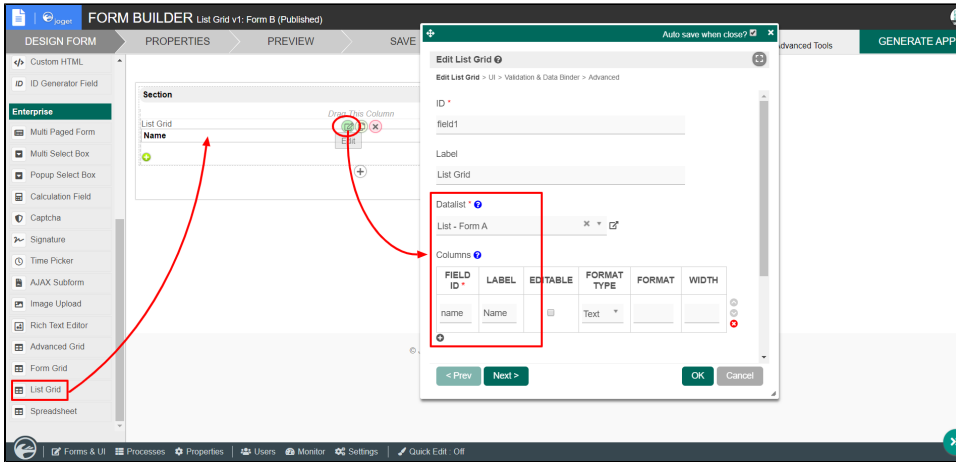 joget FORM BUILDER List Grid v1: Form B (Published)
DESIGN FORM
PROPERTIES
PREVIEW
SAVE
Advanced Tools
GENERATE APP
Custom HTML
ID ID Generator Field
Enterprise
Multi Paged Form
Multi Select Box
Popup Select Box
Calculation Field
Captcha
Signature
Time Picker
AJAX Subform
Image Upload
Rich Text Editor
Advanced Grid
Form Grid
List Grid
Spreadsheet
Section
Drag This Column
List Grid
Name
Edit
©
Auto save when close?
Edit List Grid
Edit List Grid > UI > Validation & Data Binder > Advanced
ID *
field1
Label
List Grid
Datalist *
List - Form A
Columns
FIELD ID * LABEL EDITABLE FORMAT TYPE FORMAT WIDTH
name Name Text
< Prev Next > OK Cancel
Forms & UI Processes Properties Users Monitor Settings Quick Edit : Off